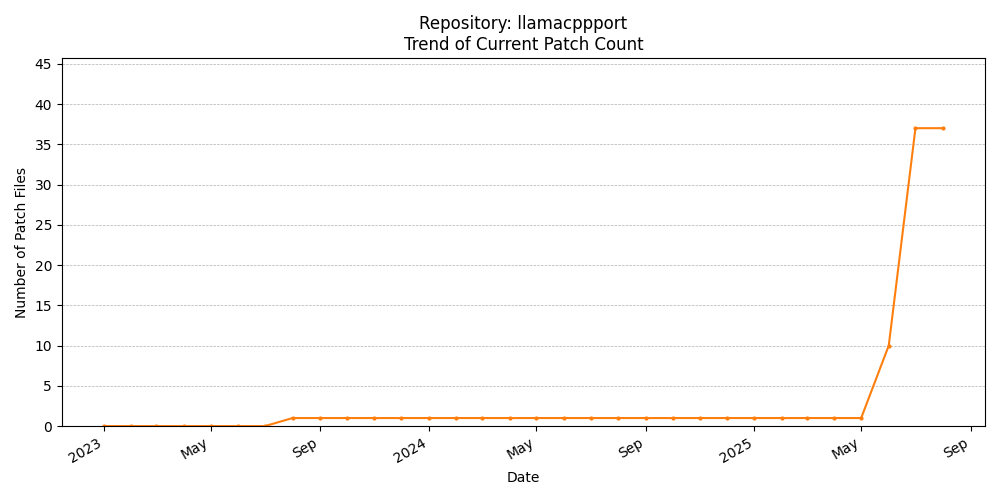 Repository: llamacppport
Trend of Current Patch Count
45
40
35
30
25
20
15
10
5
0
Number of Patch Files
2023
May
Sep
2024
May
Sep
2025
May
Sep
Date